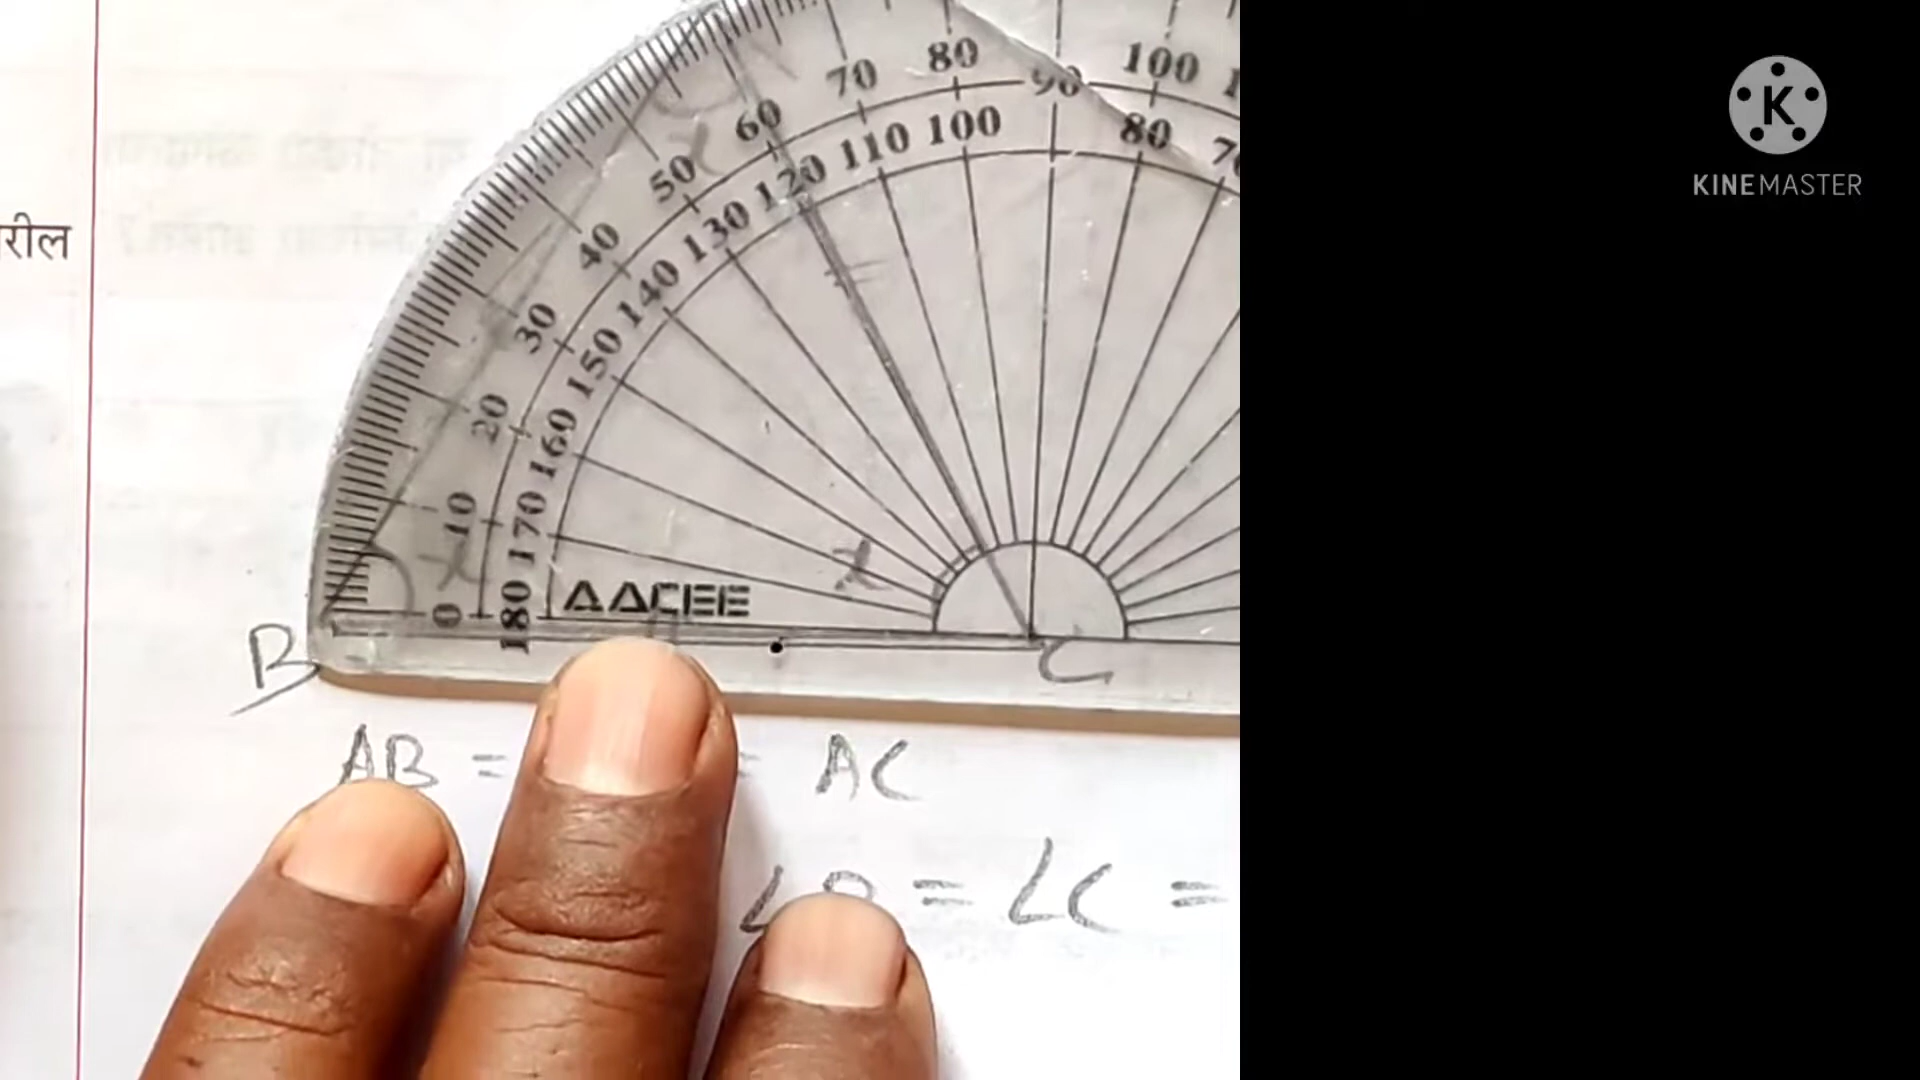 80 100
70 90
60 110 100 80
50 120
40 130
30 140
20 150
10 160
170
0 180
AACEE
रील
x
x
x
B C
AB = = AC
= ∠C =
K
KINEMASTER